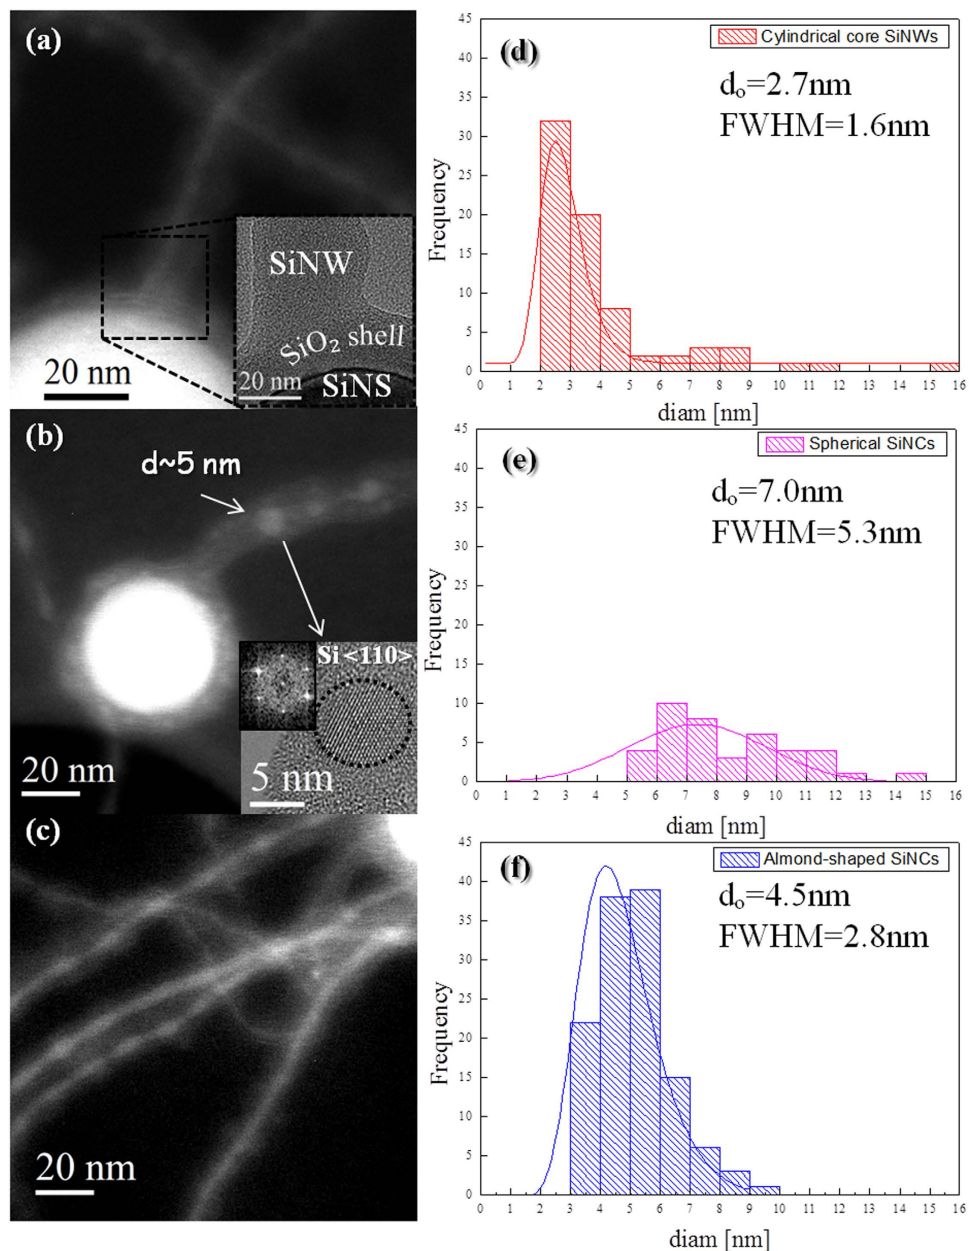 (a)
SiNW
SiO₂ shell
SiNS
20 nm
20 nm
(b)
d~5 nm
Si <110>
20 nm
5 nm
(c)
20 nm
(d)
Cylindrical core SiNWs
dₒ=2.7nm
FWHM=1.6nm
Frequency
45
40
35
30
25
20
15
10
5
0
0 1 2 3 4 5 6 7 8 9 10 11 12 13 14 15 16
diam [nm]
(e)
Spherical SiNCs
dₒ=7.0nm
FWHM=5.3nm
Frequency
45
40
35
30
25
20
15
10
5
0
0 1 2 3 4 5 6 7 8 9 10 11 12 13 14 15 16
diam [nm]
(f)
Almond-shaped SiNCs
dₒ=4.5nm
FWHM=2.8nm
Frequency
45
40
35
30
25
20
15
10
5
0
0 1 2 3 4 5 6 7 8 9 10 11 12 13 14 15 16
diam [nm]